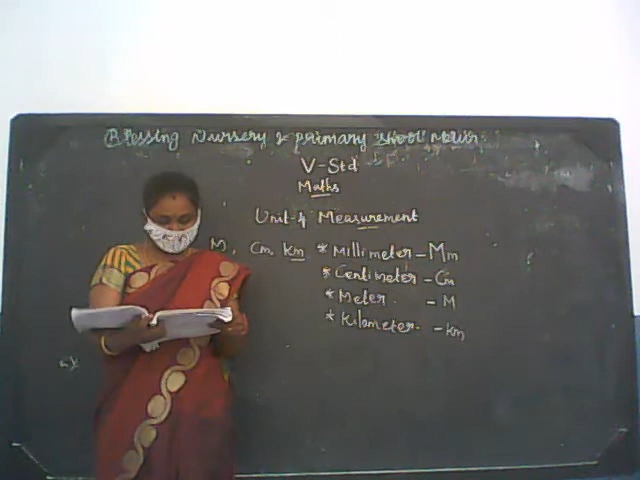 Blessing Nursery & primary school
V-Std
Maths
Unit-4 Measurement
M, Cm, km * Millimeter - Mm
* Centimeter - Cm
* Meter - M
* Kilometer - km